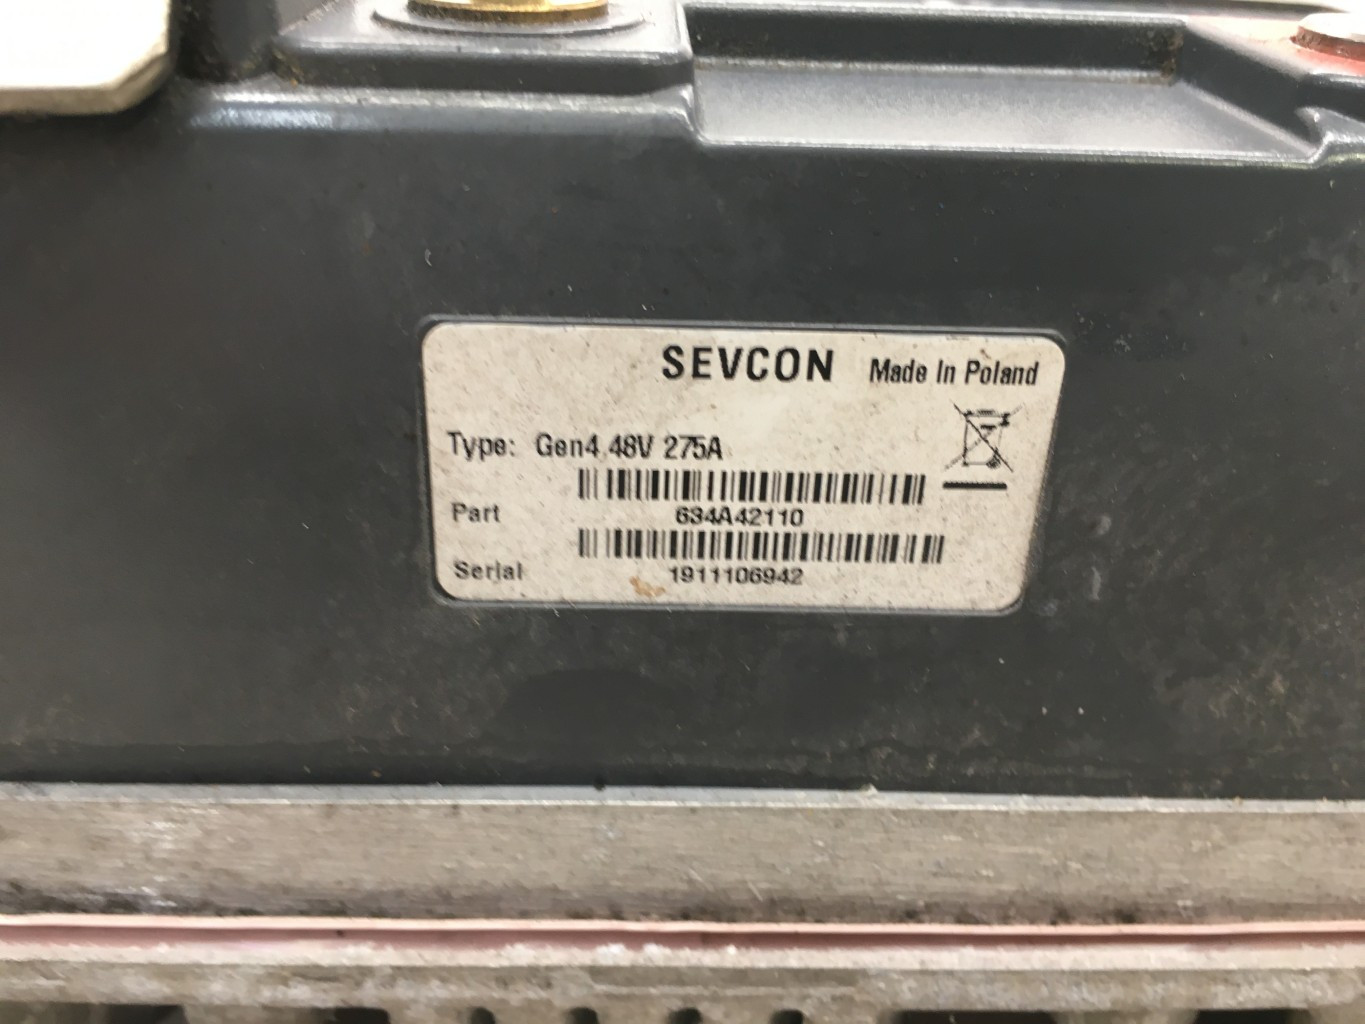 SEVCON Made In Poland
Type: Gen4 48V 275A
Part 634A42110
Serial 1911106942